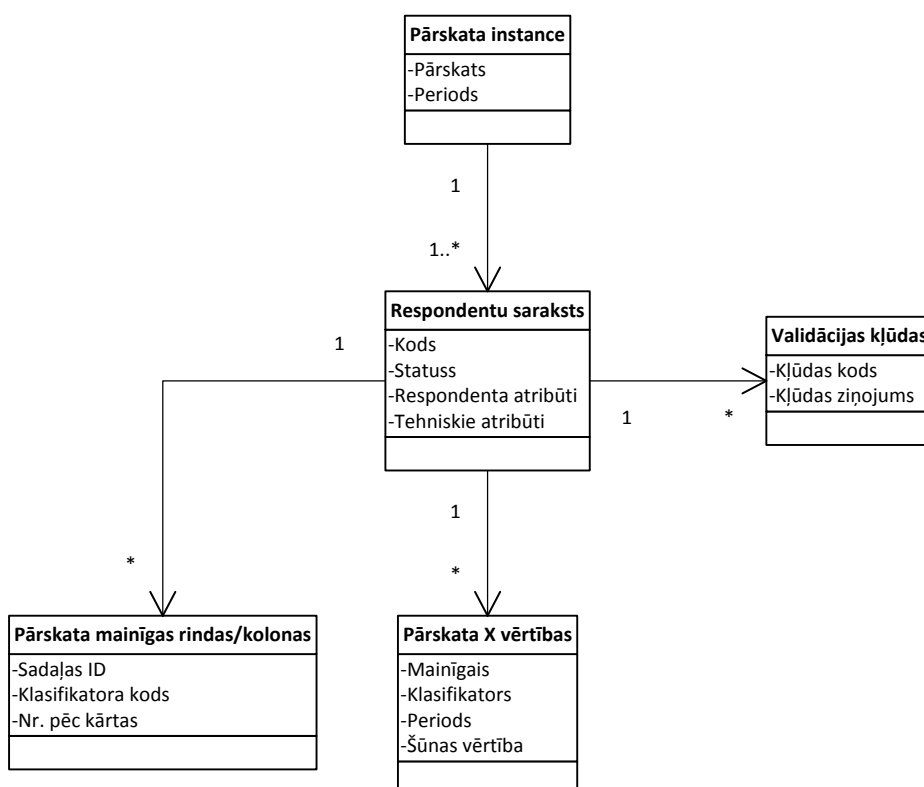 Pārskata instance
-Pārskats
-Periods
1
1..*
Respondentu saraksts
-Kods
-Statuss
-Respondenta atribūti
-Tehniskie atribūti
1
*
Validācijas kļūdas
-Kļūdas kods
-Kļūdas ziņojums
1
*
1
*
Pārskata mainīgas rindas/kolonas
-Sadaļas ID
-Klasifikatora kods
-Nr. pēc kārtas
Pārskata X vērtības
-Mainīgais
-Klasifikators
-Periods
-Šūnas vērtība